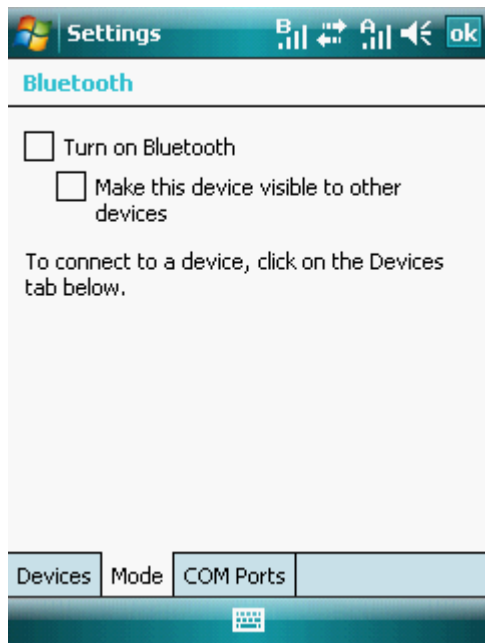 Settings B A ok
Bluetooth
Turn on Bluetooth
Make this device visible to other
devices
To connect to a device, click on the Devices
tab below.
Devices Mode COM Ports